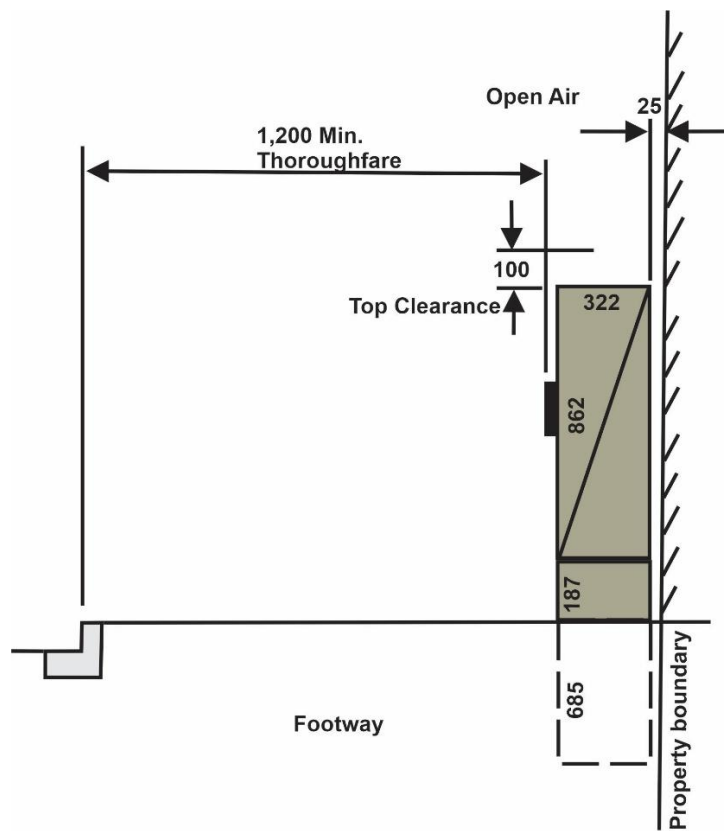 Open Air
25
1,200 Min.
Thoroughfare
100
Top Clearance
322
862
187
685
Footway
Property boundary